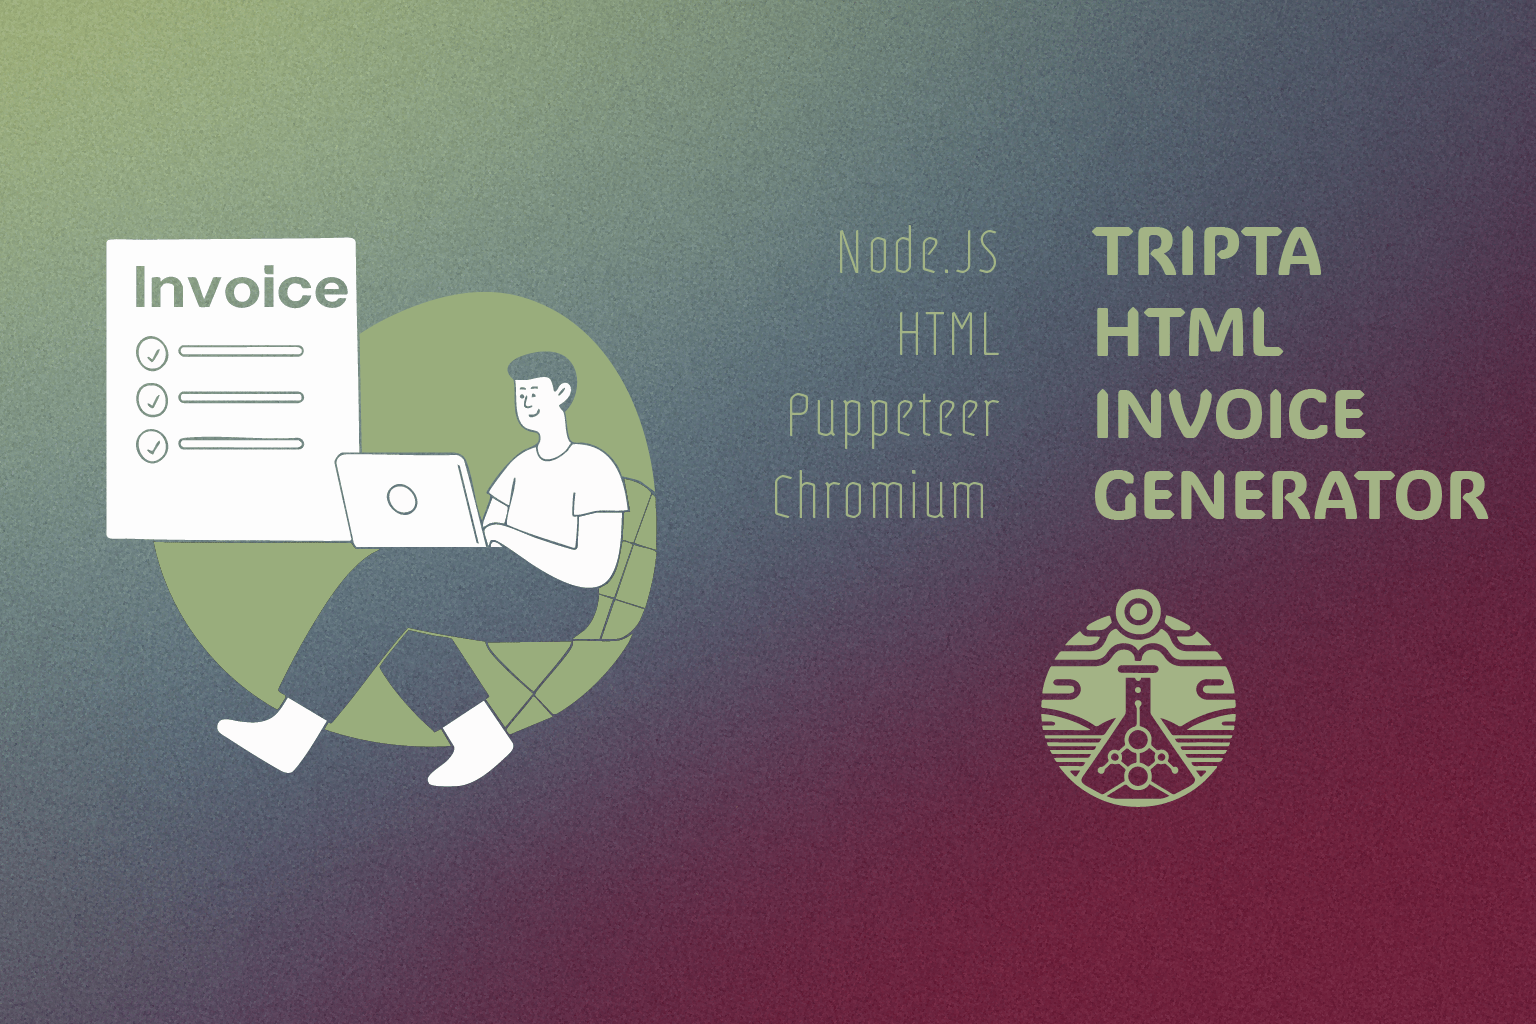 Invoice
Node.JS
HTML
Puppeteer
Chromium
TRIPTA
HTML
INVOICE
GENERATOR